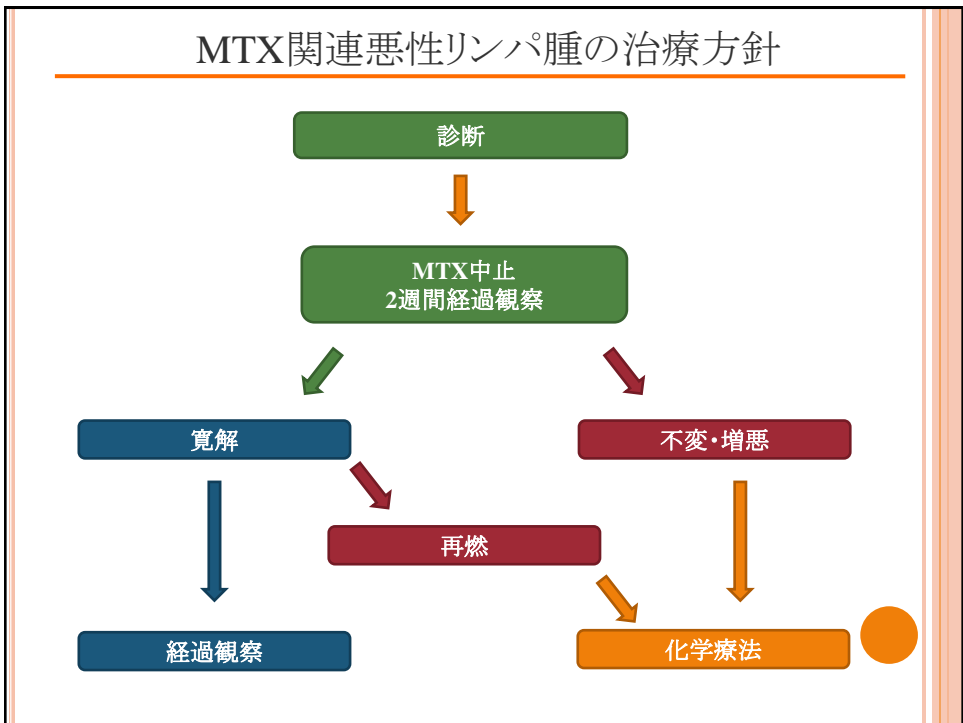 MTX関連悪性リンパ腫の治療方針
診断
MTX中止
2週間経過観察
寛解
不変・増悪
再燃
経過観察
化学療法